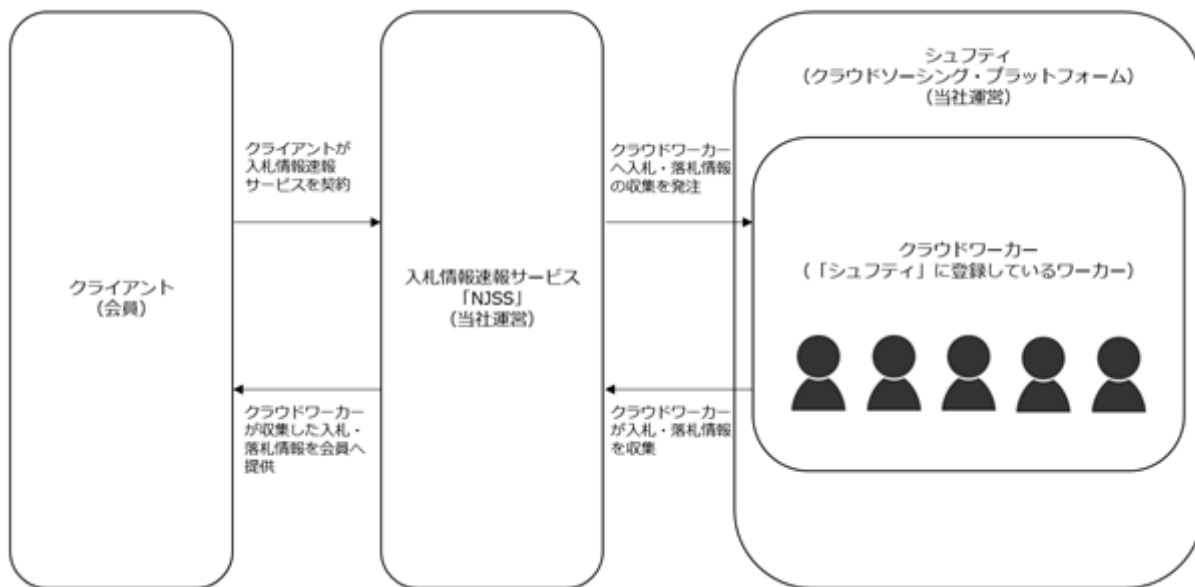 クライアント
(会員)
クライアントが
入札情報速報
サービスを契約
クラウドワーカー
が収集した入札・
落札情報を会員へ
提供
入札情報速報サービス
「NJSS」
(当社運営)
クラウドワーカー
へ入札・落札情報
の収集を発注
クラウドワーカー
が入札・落札情報
を収集
シュフティ
(クラウドソーシング・プラットフォーム)
(当社運営)
クラウドワーカー
(「シュフティ」に登録しているワーカー)